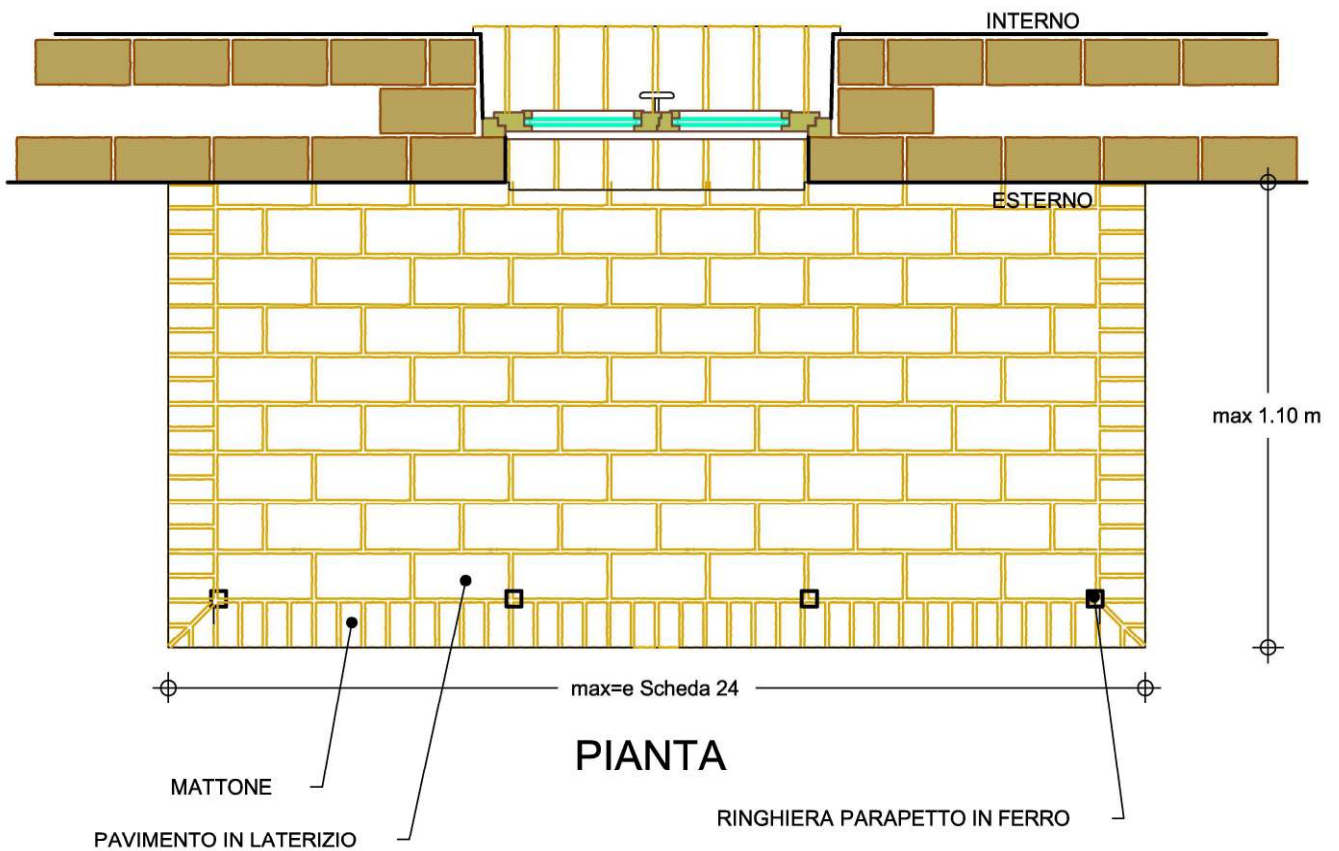 INTERNO
ESTERNO
max 1.10 m
max=e Scheda 24
PIANTA
MATTONE
RINGHIERA PARAPETTO IN FERRO
PAVIMENTO IN LATERIZIO